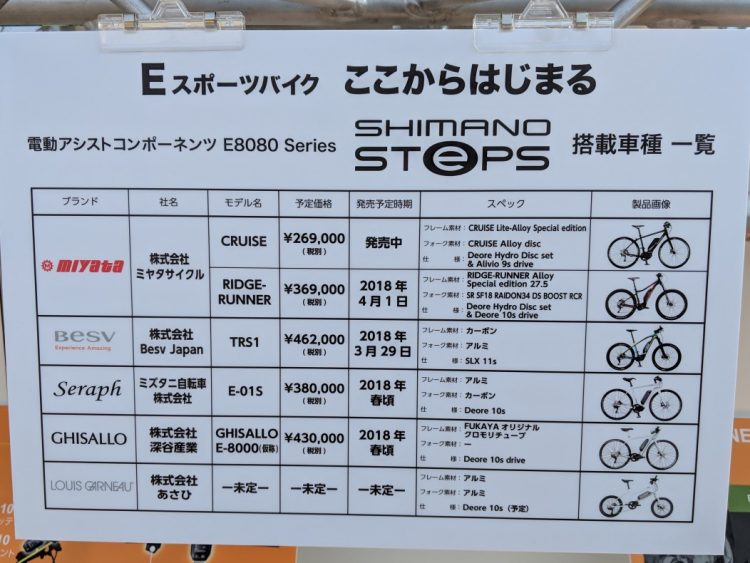 Eスポーツバイク ここからはじまる
電動アシストコンポーネンツ E8080 Series SHIMANO STePS 搭載車種 一覧
ブランド 社名 モデル名 予定価格 発売予定時期 スペック 製品画像
miyata 株式会社ミヤタサイクル
CRUISE ¥269,000 (税別) 発売中
フレーム素材:CRUISE Lite-Alloy Special edition
フォーク素材:CRUISE Alloy disc
仕 様:Deore Hydro Disc set & Alivio 9s drive
RIDGE-RUNNER ¥369,000 (税別) 2018年4月1日
フレーム素材:RIDGE-RUNNER Alloy Special edition 27.5
フォーク素材:SR SF18 RAIDON34 DS BOOST RCR
仕 様:Deore Hydro Disc set & Deore 10s drive
BESV Experience Amazing 株式会社Besv Japan TRS1 ¥462,000 (税別) 2018年3月29日
フレーム素材:カーボン
フォーク素材:アルミ
仕 様:SLX 11s
Seraph ミズタニ自転車株式会社 E-01S ¥380,000 (税別) 2018年春頃
フレーム素材:アルミ
フォーク素材:カーボン
仕 様:Deore 10s
GHISALLO 株式会社深谷産業 GHISALLO E-8000(仮称) ¥430,000 (税別) 2018年春頃
フレーム素材:FUKAYA オリジナルクロモリチューブ
フォーク素材:ー
仕 様:Deore 10s drive
LOUIS GARNEAU 株式会社あさひ ー未定ー ー未定ー ー未定ー
フレーム素材:アルミ
フォーク素材:アルミ
仕 様:Deore 10s(予定)